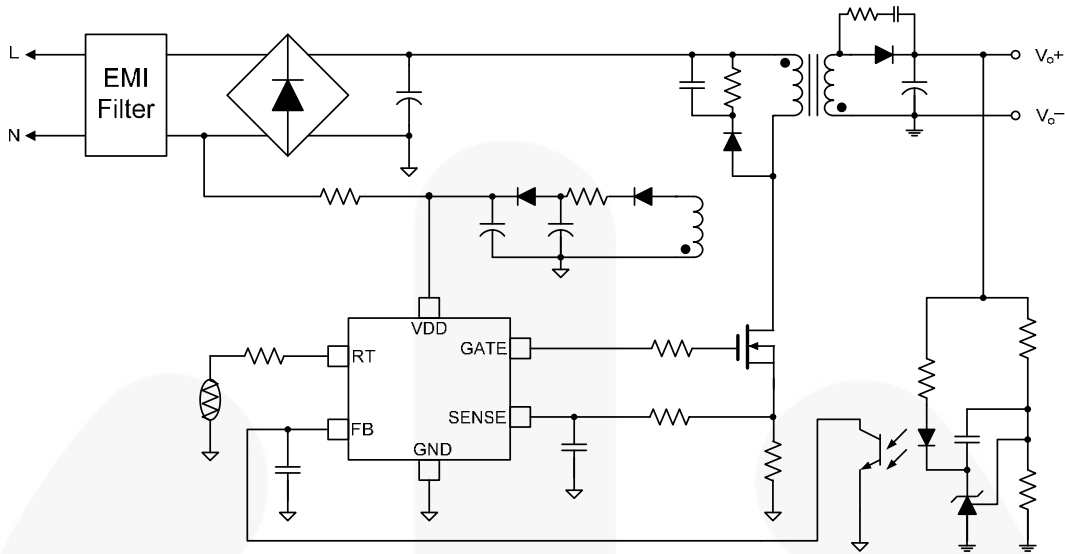 L
EMI
Filter
N
Vo+
Vo−
VDD
RT
GATE
FB
SENSE
GND